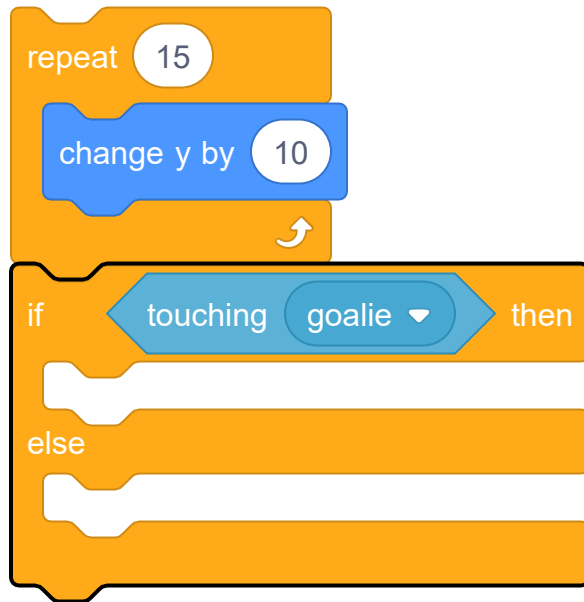 repeat 15
change y by 10
if touching goalie then
else